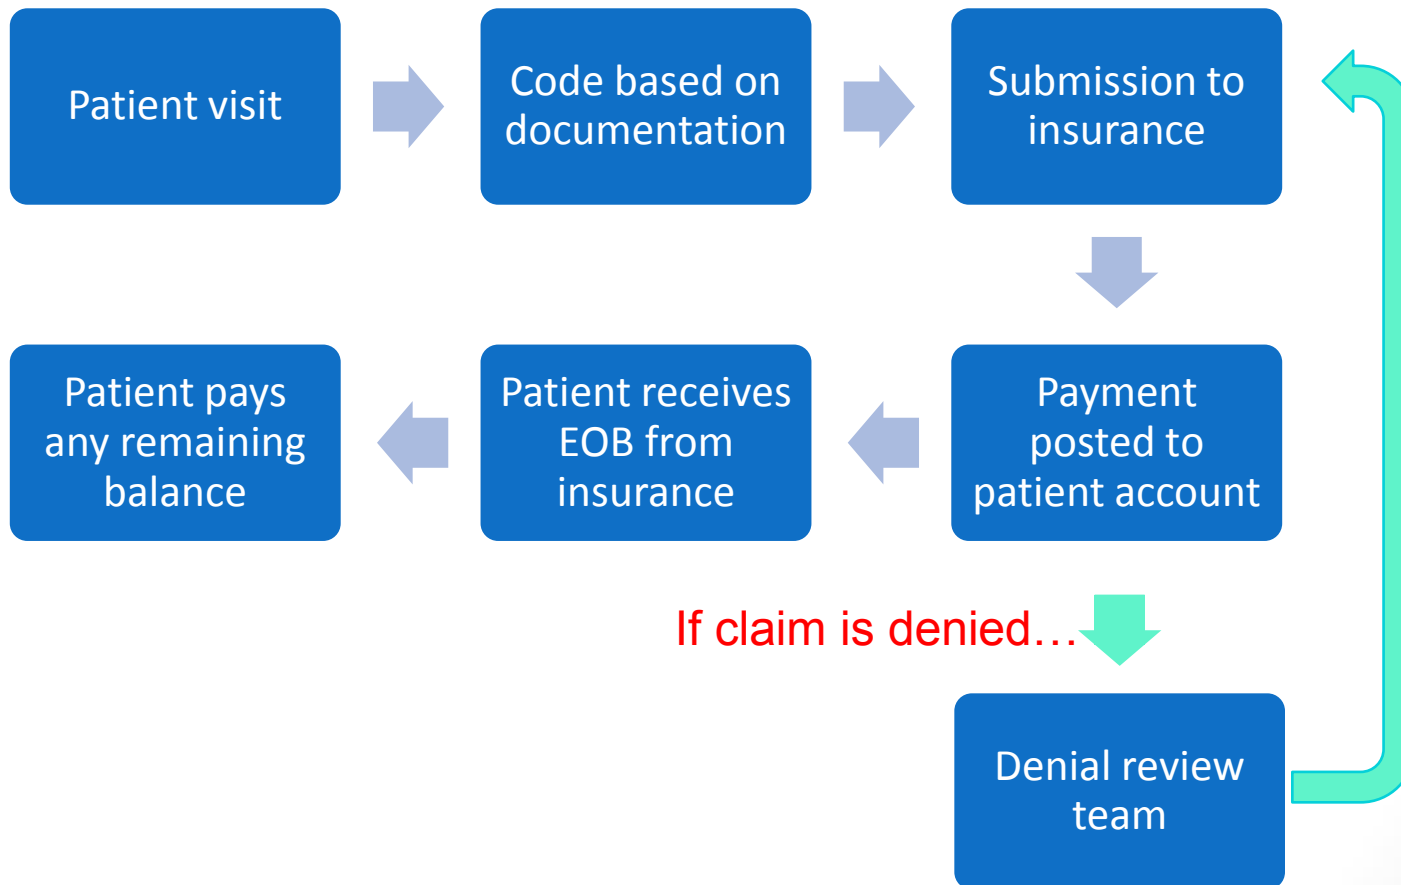 Patient visit
Code based on
documentation
Submission to
insurance
Patient pays
any remaining
balance
Patient receives
EOB from
insurance
Payment
posted to
patient account
If claim is denied…
Denial review
team